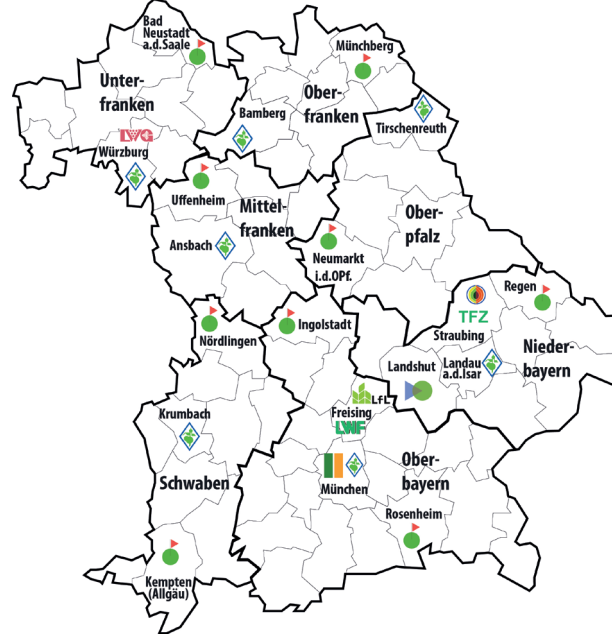 Bad
Neustadt
a.d.Saale
Münchberg
Unter-
franken
Ober-
franken
Bamberg
Tirschenreuth
LWG
Würzburg
Uffenheim
Mittel-
franken
Ober-
pfalz
Ansbach
Neumarkt
i.d.OPf.
Regen
TFZ
Straubing
Nördlingen
Ingolstadt
Nieder-
bayern
Landshut
Landau
a.d.Isar
LfL
Freising
LWF
Krumbach
Schwaben
München
Ober-
bayern
Rosenheim
Kempten
(Allgäu)